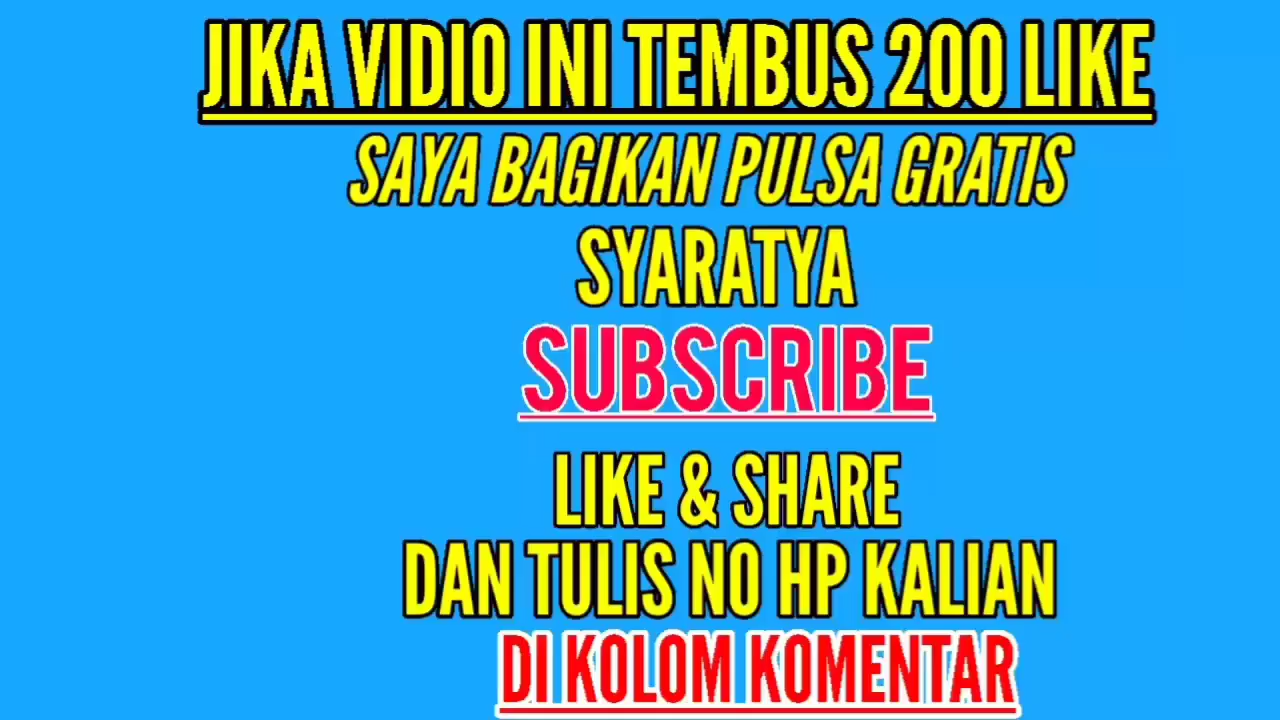 JIKA VIDIO INI TEMBUS 200 LIKE
SAYA BAGIKAN PULSA GRATIS
SYARATYA
SUBSCRIBE
LIKE & SHARE
DAN TULIS NO HP KALIAN
DI KOLOM KOMENTAR